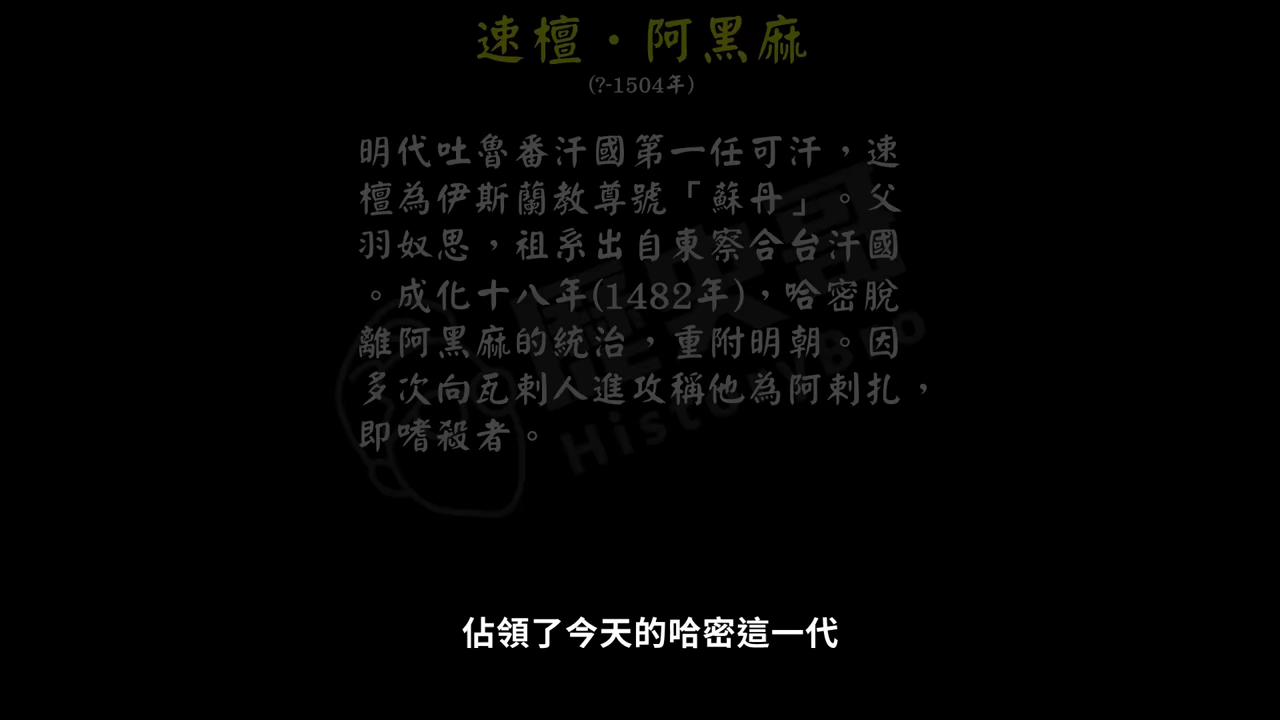 速檀·阿黑麻
(?-1504年)
明代吐魯番汗國第一任可汗，速
檀為伊斯蘭教尊號「蘇丹」。父
羽奴思，祖系出自東察合台汗國
。成化十八年(1482年)，哈密脫
離阿黑麻的統治，重附明朝。因
多次向瓦剌人進攻稱他為阿剌扎，
即嗜殺者。
歷史哥
HistoryBro
佔領了今天的哈密這一代